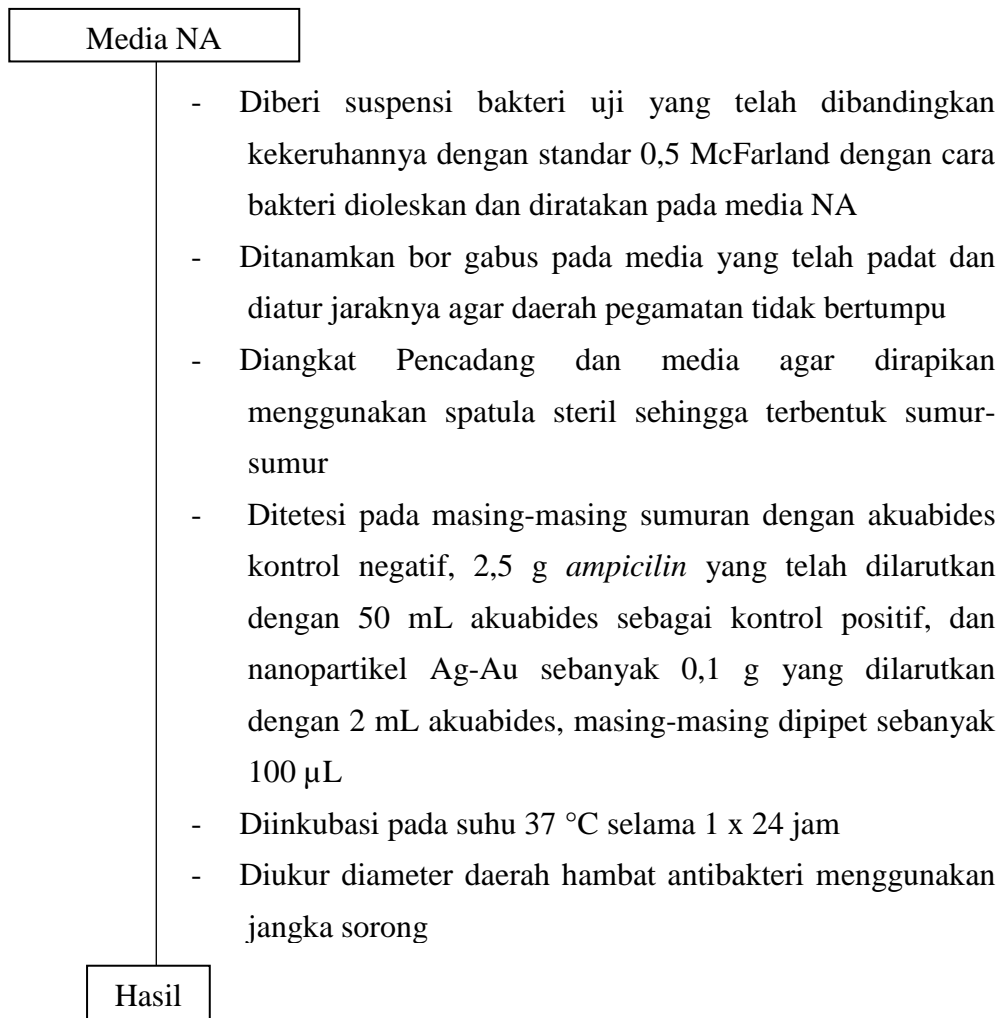 Media NA
- Diberi suspensi bakteri uji yang telah dibandingkan
kekeruhannya dengan standar 0,5 McFarland dengan cara
bakteri dioleskan dan diratakan pada media NA
- Ditanamkan bor gabus pada media yang telah padat dan
diatur jaraknya agar daerah pegamatan tidak bertumpu
- Diangkat Pencadang dan media agar dirapikan
menggunakan spatula steril sehingga terbentuk sumur-
sumur
- Ditetesi pada masing-masing sumuran dengan akuabides
kontrol negatif, 2,5 g ampicilin yang telah dilarutkan
dengan 50 mL akuabides sebagai kontrol positif, dan
nanopartikel Ag-Au sebanyak 0,1 g yang dilarutkan
dengan 2 mL akuabides, masing-masing dipipet sebanyak
100 µL
- Diinkubasi pada suhu 37 °C selama 1 x 24 jam
- Diukur diameter daerah hambat antibakteri menggunakan
jangka sorong
Hasil